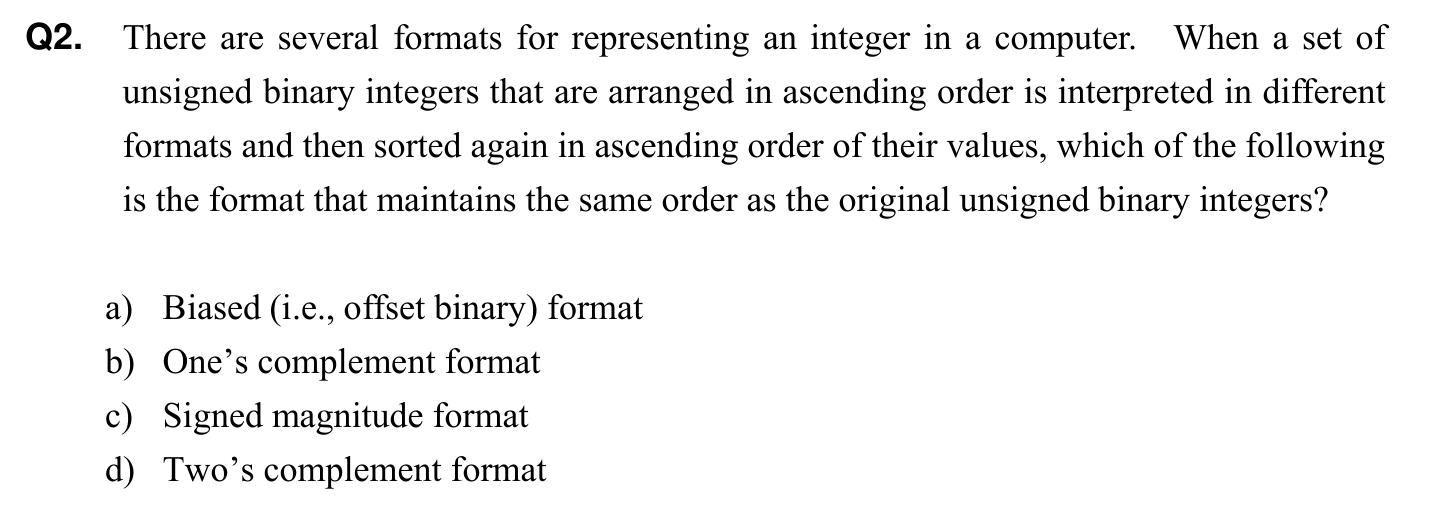 Q2. There are several formats for representing an integer in a computer. When a set of
unsigned binary integers that are arranged in ascending order is interpreted in different
formats and then sorted again in ascending order of their values, which of the following
is the format that maintains the same order as the original unsigned binary integers?
a) Biased (i.e., offset binary) format
b) One’s complement format
c) Signed magnitude format
d) Two’s complement format